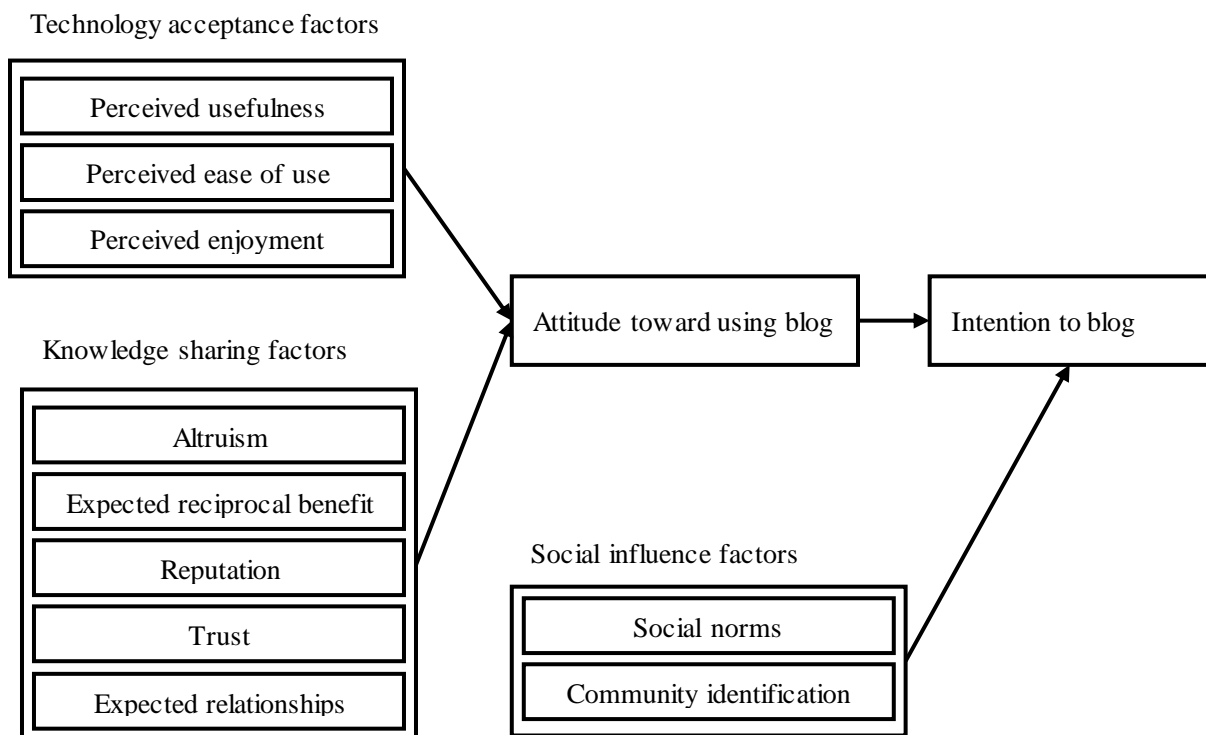 Technology acceptance factors
Perceived usefulness
Perceived ease of use
Perceived enjoyment
Attitude toward using blog
Intention to blog
Knowledge sharing factors
Altruism
Expected reciprocal benefit
Reputation
Trust
Expected relationships
Social influence factors
Social norms
Community identification